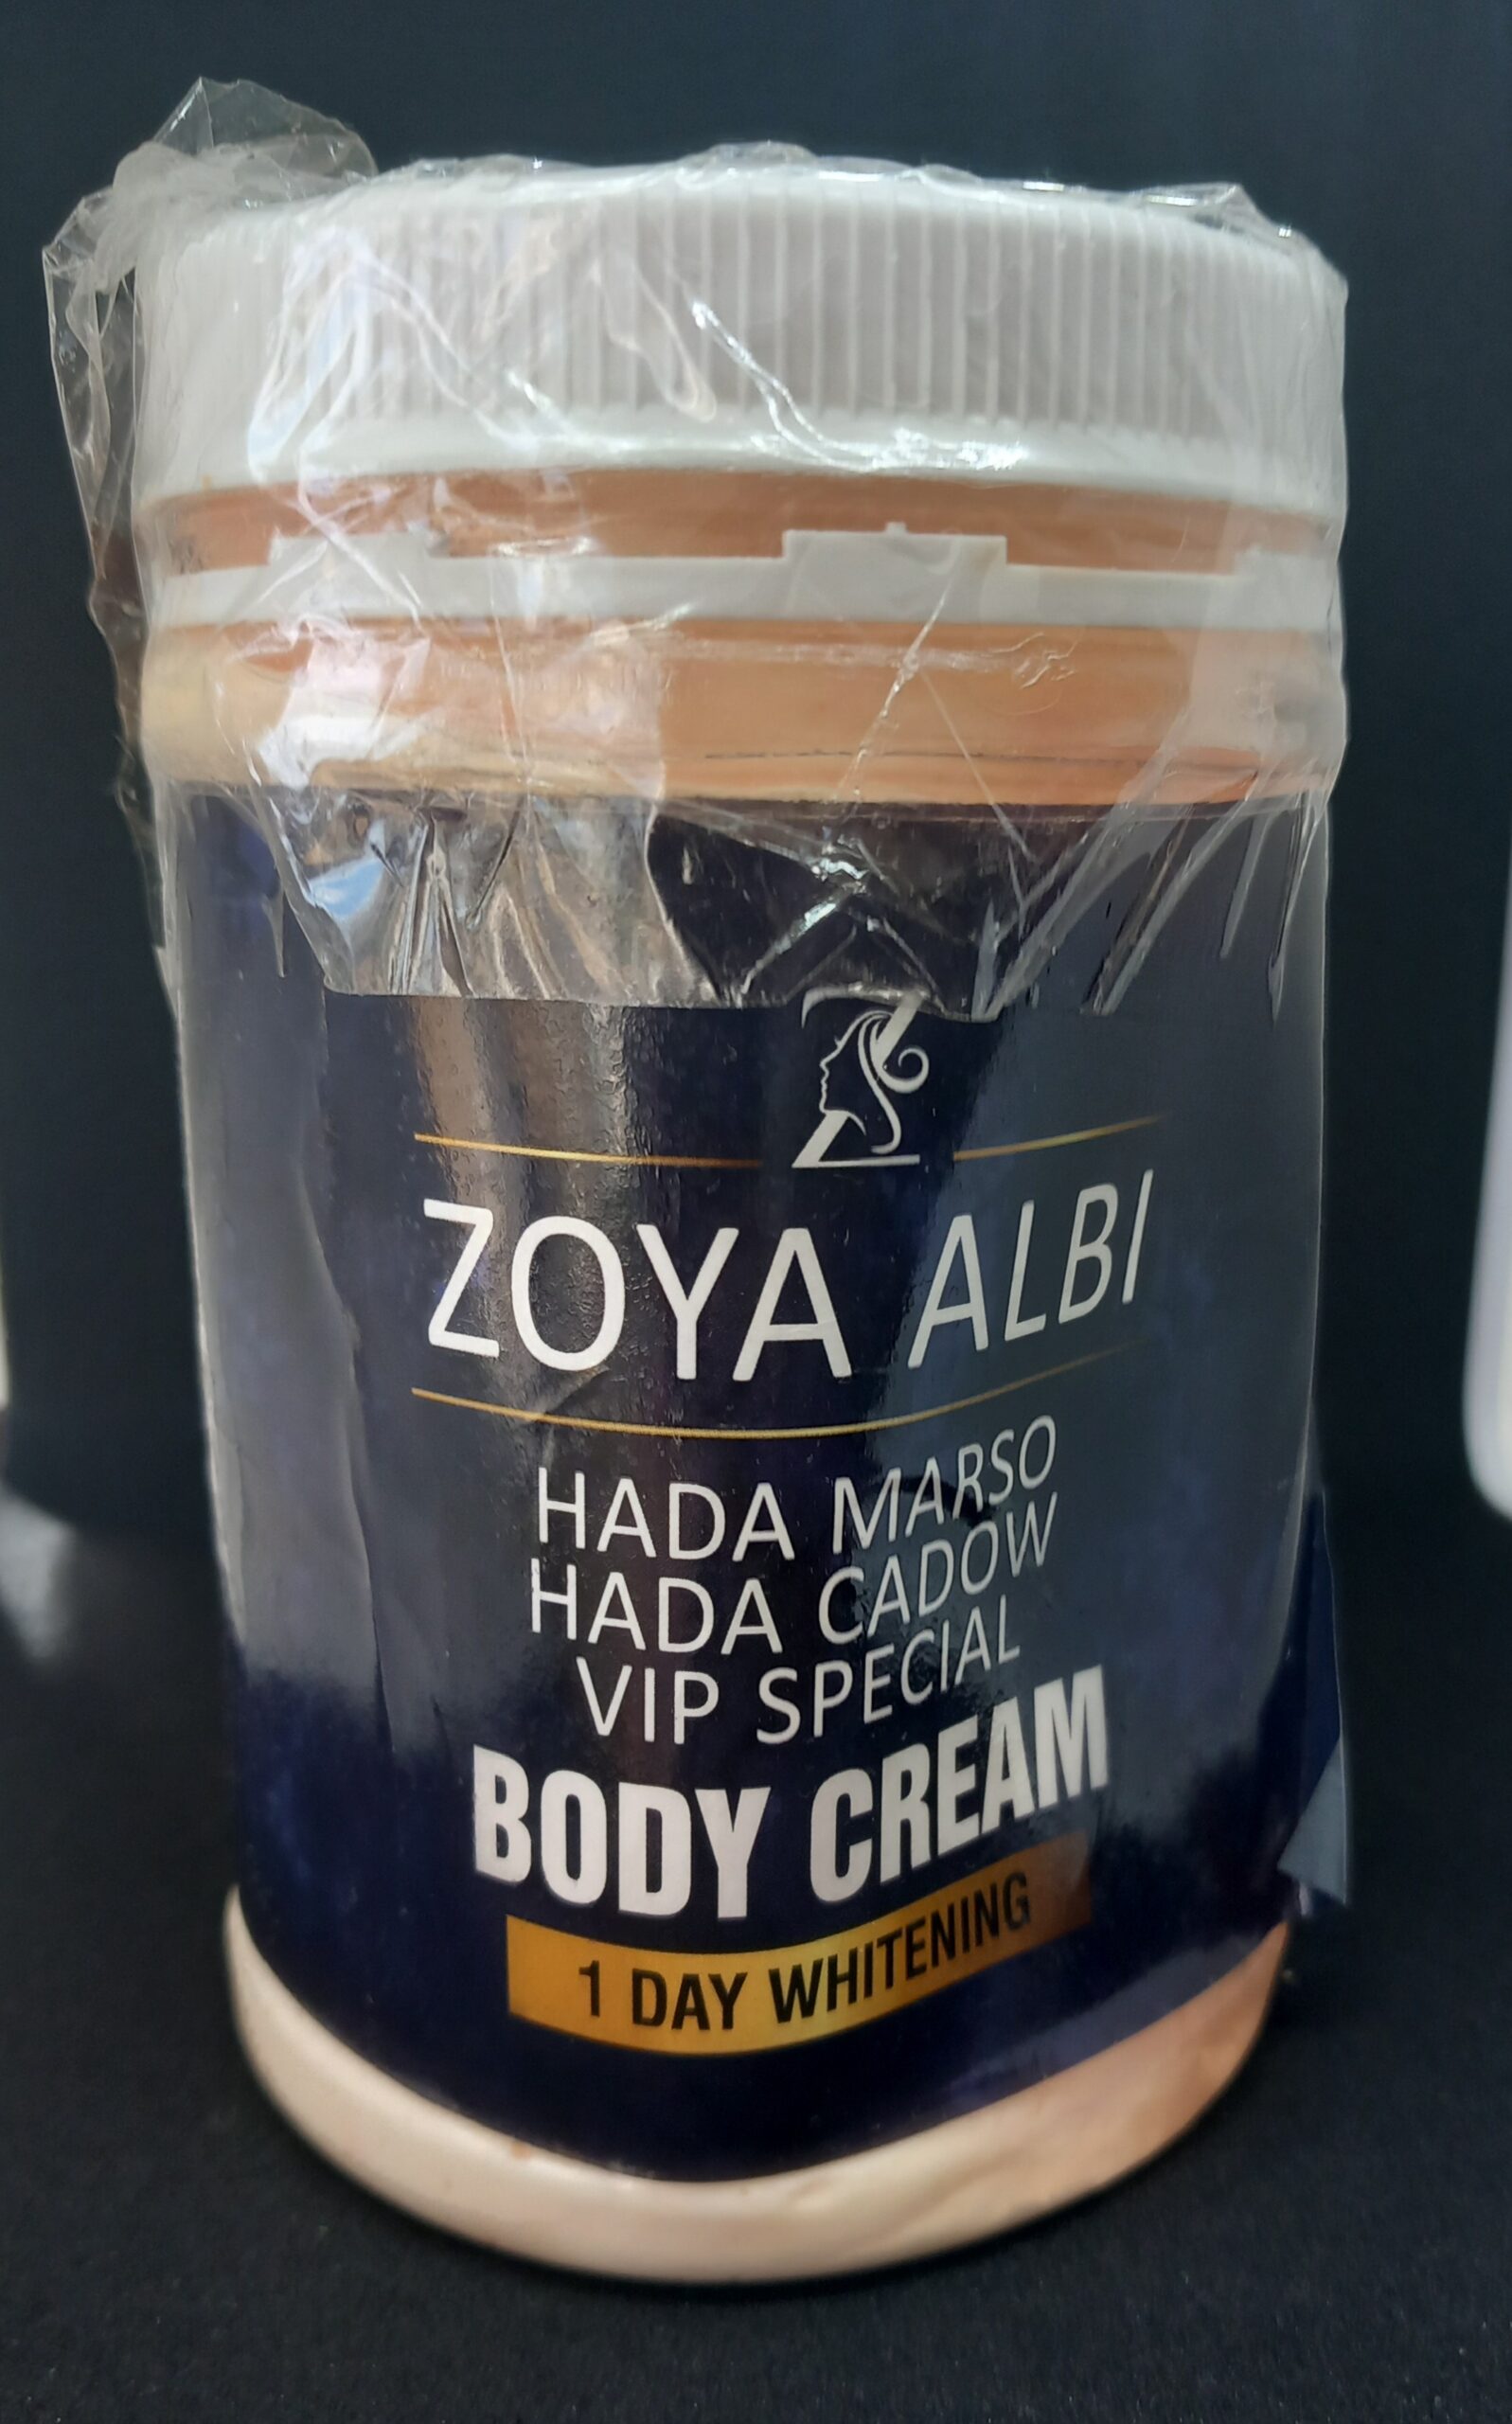 ZOYA ALBI
HADA MARSO
HADA CADOW
VIP SPECIAL
BODY CREAM
1 DAY WHITENING